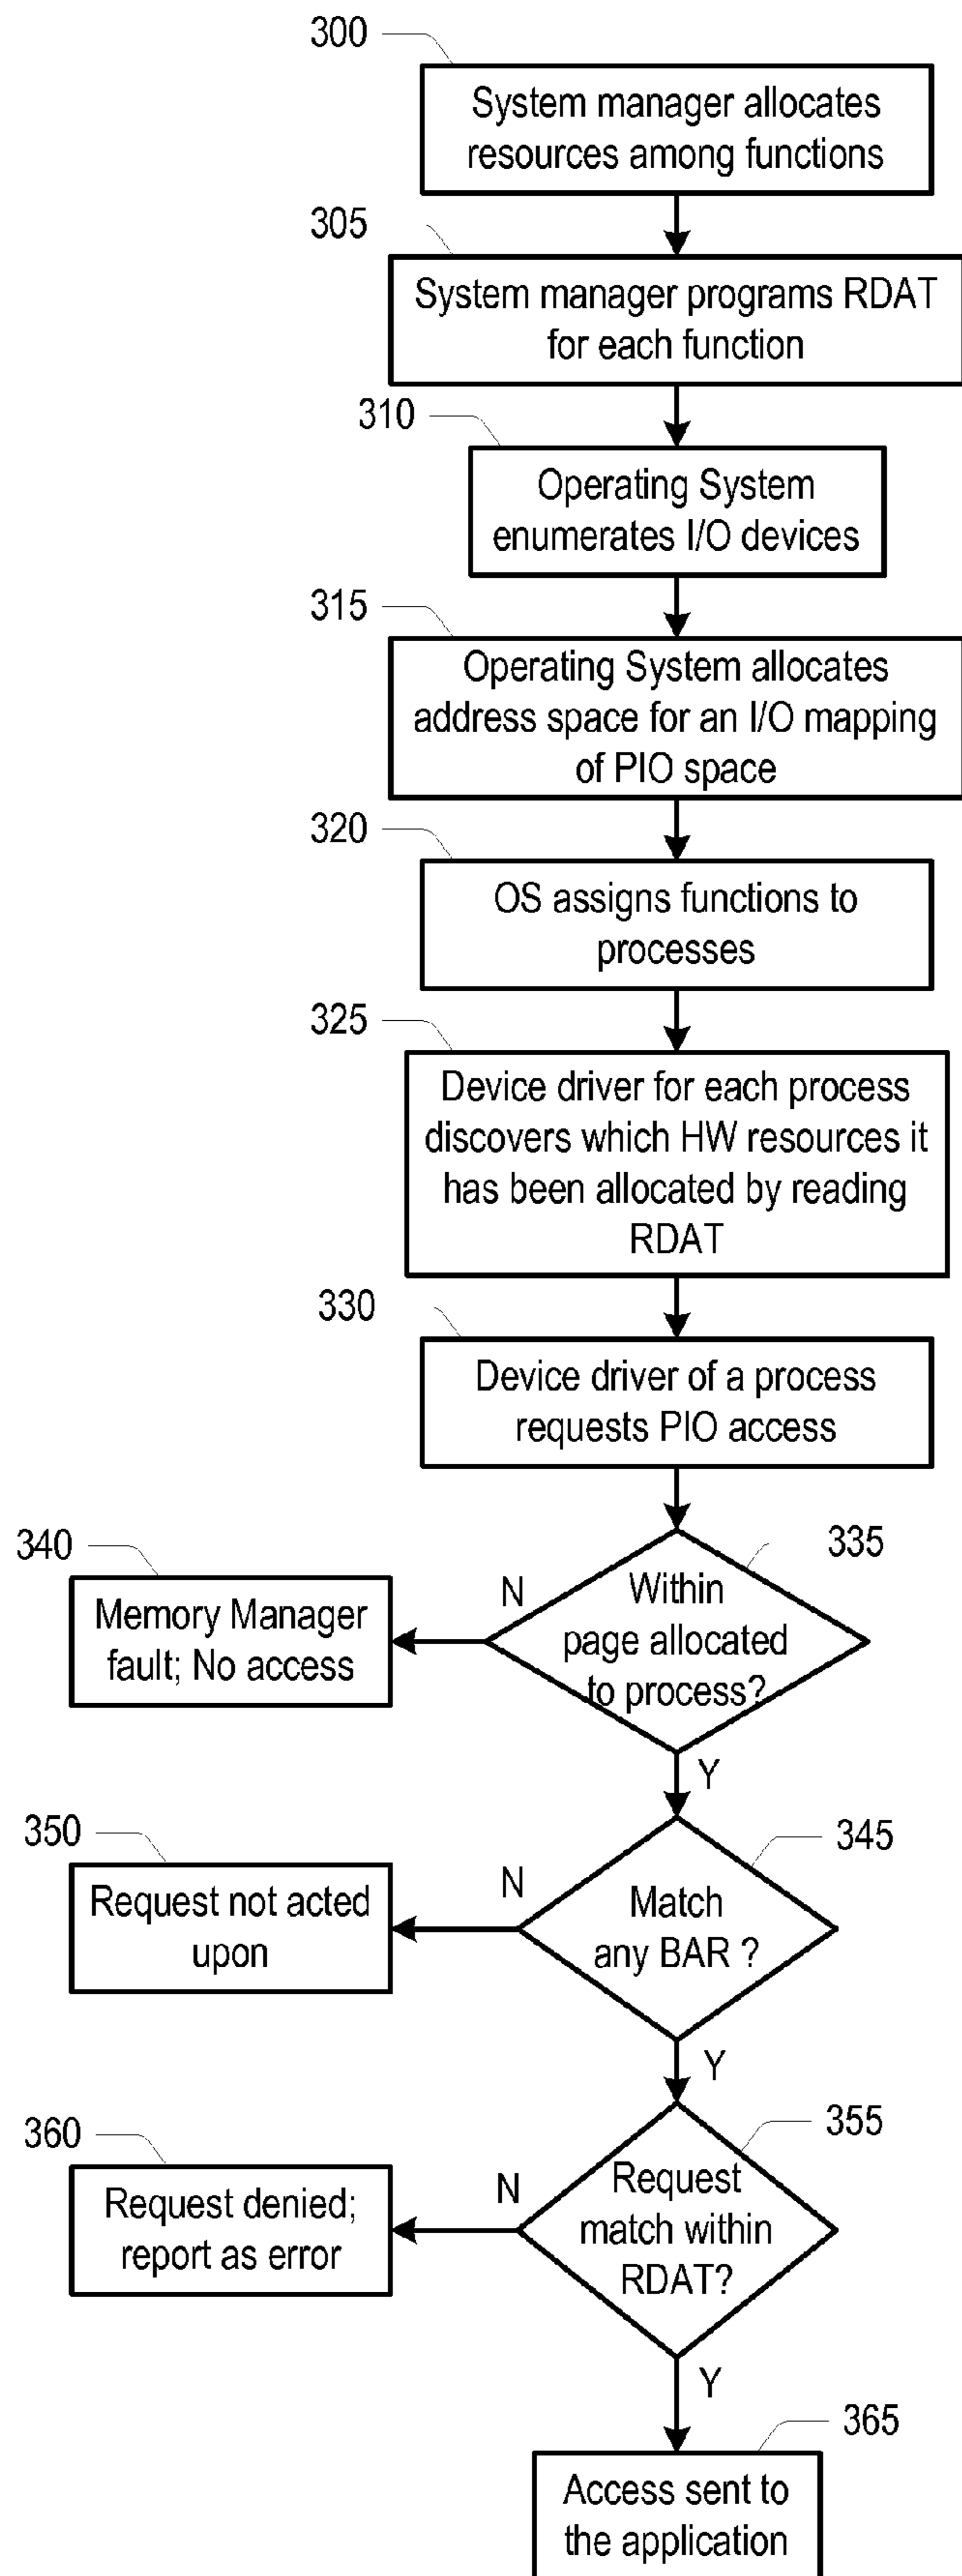 300
System manager allocates
resources among functions
305
System manager programs RDAT
for each function
310
Operating System
enumerates I/O devices
315
Operating System allocates
address space for an I/O mapping
of PIO space
320
OS assigns functions to
processes
325
Device driver for each process
discovers which HW resources it
has been allocated by reading
RDAT
330
Device driver of a process
requests PIO access
335
Within
page allocated
to process?
N
340
Memory Manager
fault; No access
Y
345
Match
any BAR ?
N
350
Request not acted
upon
Y
355
Request
match within
RDAT?
N
360
Request denied;
report as error
Y
365
Access sent to
the application